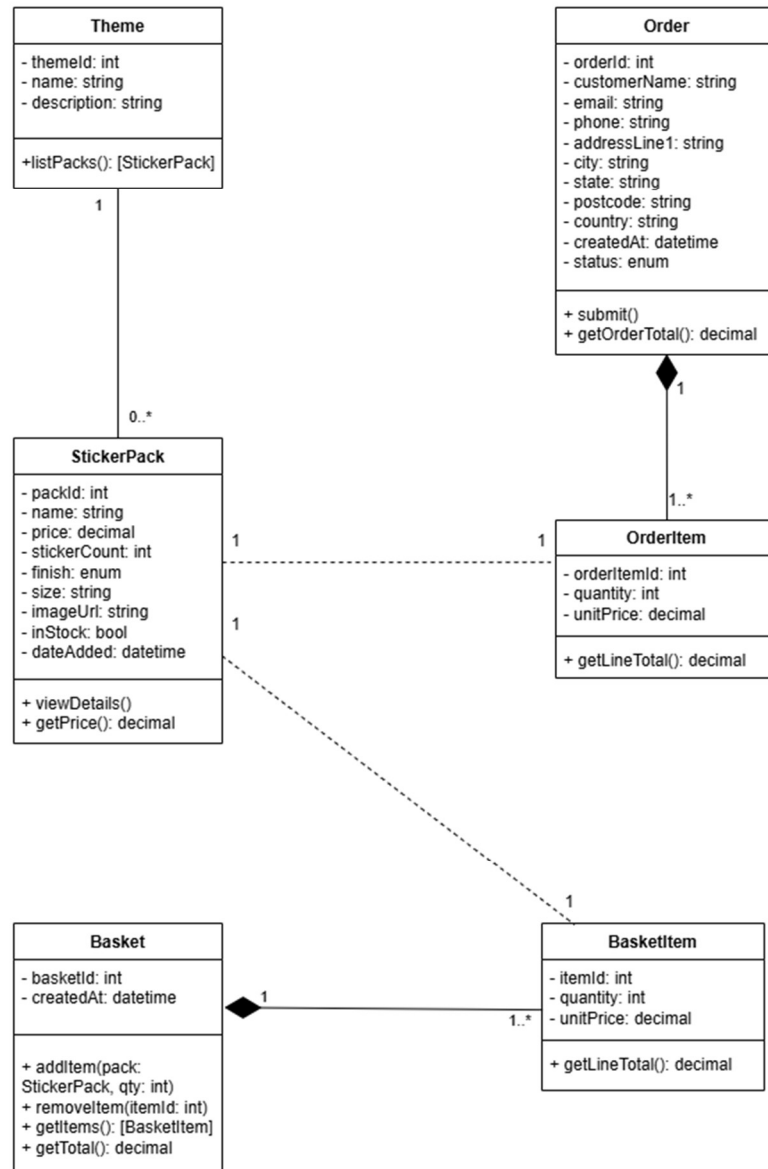 Theme
- themeId: int
- name: string
- description: string
+listPacks(): [StickerPack]
1
0..*
Order
- orderId: int
- customerName: string
- email: string
- phone: string
- addressLine1: string
- city: string
- state: string
- postcode: string
- country: string
- createdAt: datetime
- status: enum
+ submit()
+ getOrderTotal(): decimal
1
1..*
StickerPack
- packId: int
- name: string
- price: decimal
- stickerCount: int
- finish: enum
- size: string
- imageUrl: string
- inStock: bool
- dateAdded: datetime
+ viewDetails()
+ getPrice(): decimal
1
1
OrderItem
- orderItemId: int
- quantity: int
- unitPrice: decimal
+ getLineTotal(): decimal
1
1
Basket
- basketId: int
- createdAt: datetime
+ addItem(pack:
StickerPack, qty: int)
+ removeItem(itemId: int)
+ getItems(): [BasketItem]
+ getTotal(): decimal
1
1..*
BasketItem
- itemId: int
- quantity: int
- unitPrice: decimal
+ getLineTotal(): decimal